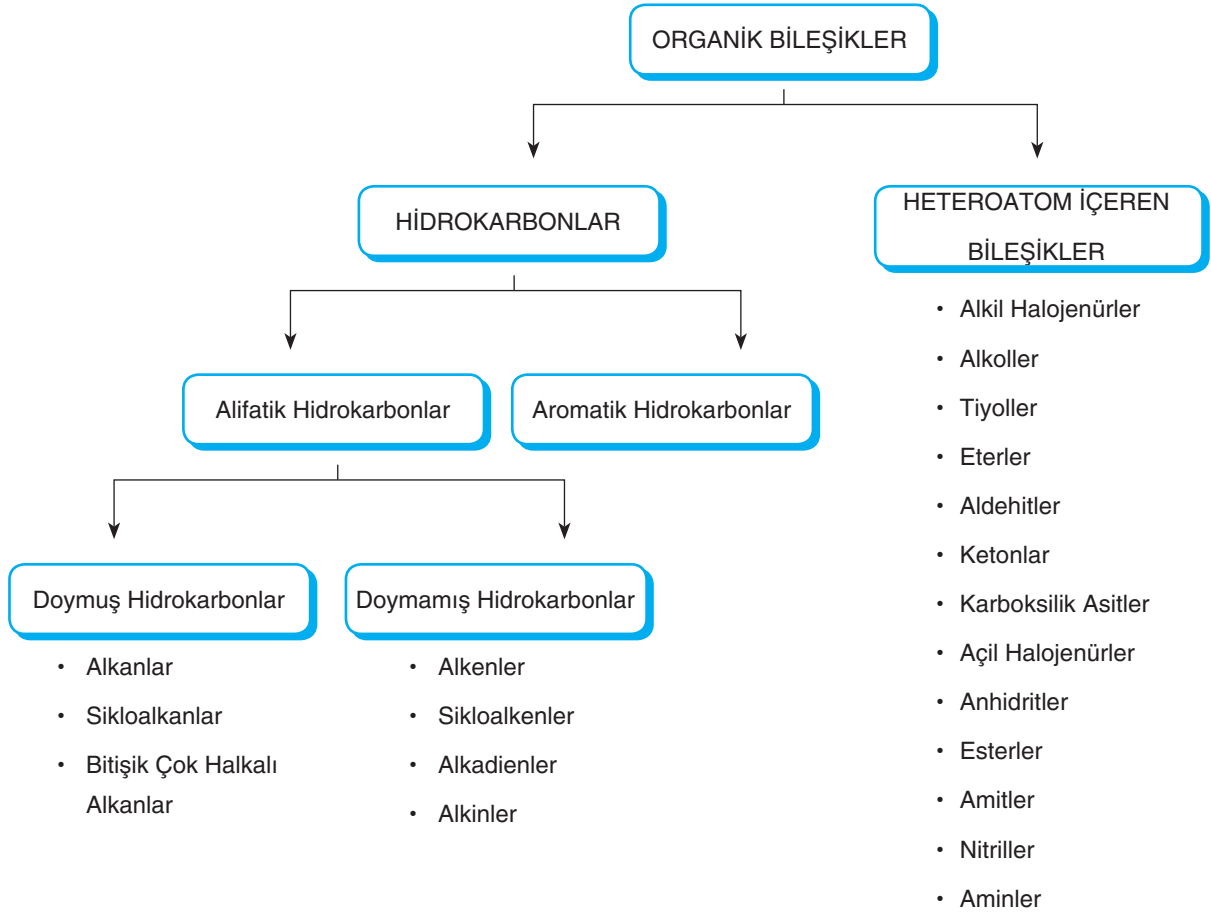 ORGANİK BİLEŞİKLER
HİDROKARBONLAR
HETEROATOM İÇEREN
BİLEŞİKLER
Alifatik Hidrokarbonlar
Aromatik Hidrokarbonlar
Doymuş Hidrokarbonlar
• Alkanlar
• Sikloalkanlar
• Bitişik Çok Halkalı
Alkanlar
Doymamış Hidrokarbonlar
• Alkenler
• Sikloalkenler
• Alkadienler
• Alkinler
• Alkil Halojenürler
• Alkoller
• Tiyoller
• Eterler
• Aldehitler
• Ketonlar
• Karboksilik Asitler
• Açil Halojenürler
• Anhidritler
• Esterler
• Amitler
• Nitriller
• Aminler